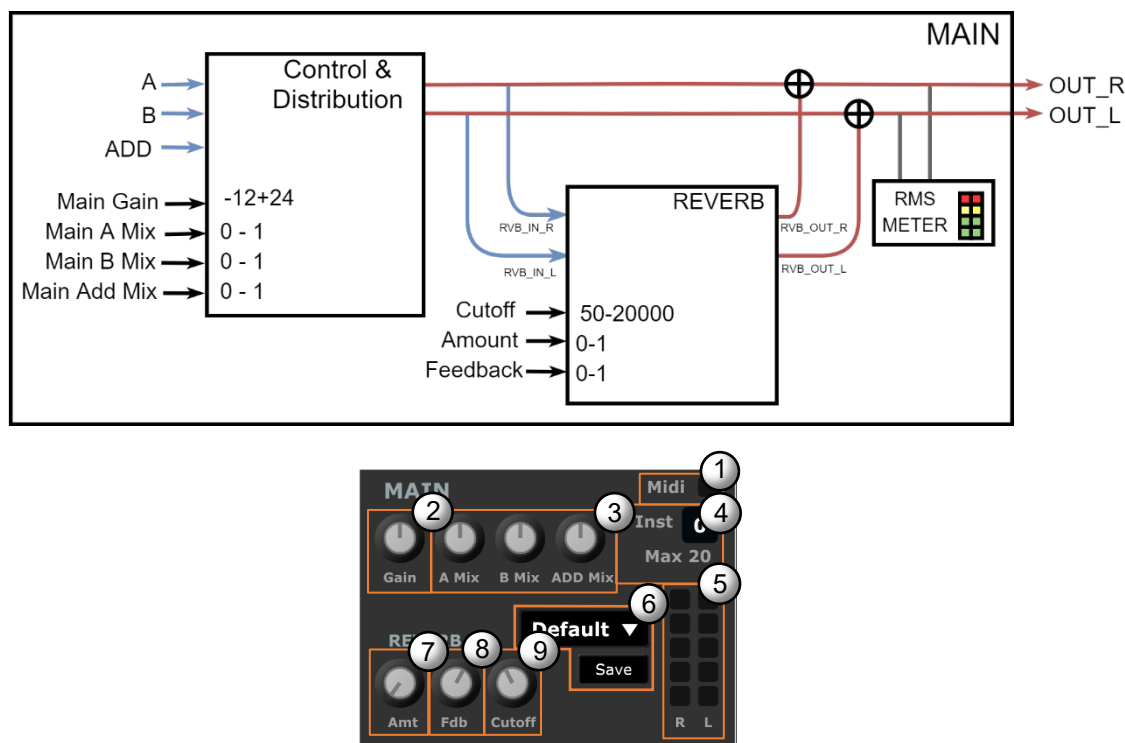 MAIN
Control &
Distribution
A
B
ADD
Main Gain
-12+24
Main A Mix
0 - 1
Main B Mix
0 - 1
Main Add Mix
0 - 1
OUT_R
OUT_L
REVERB
RVB_IN_R
RVB_IN_L
RVB_OUT_R
RVB_OUT_L
Cutoff
50-20000
Amount
0-1
Feedback
0-1
RMS
METER
MAIN
Midi
1
2
3
Inst
0
4
Max 20
Gain
A Mix
B Mix
ADD Mix
5
6
Default
REVERB
7
8
9
Save
Amt
Fdb
Cutoff
R
L